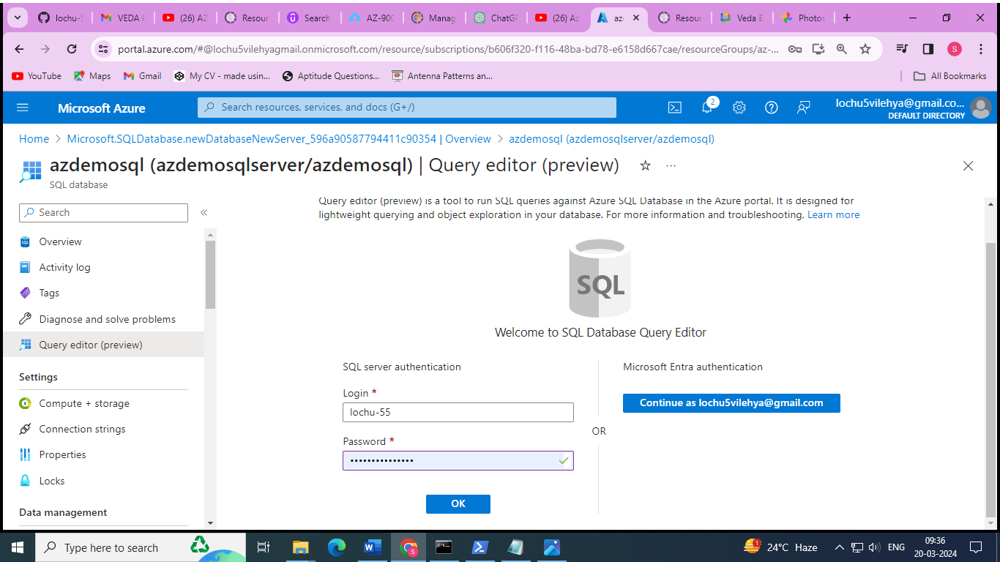 lochu-5
VEDA I
(26) AZ
Resour
Search
AZ-900
Manag
ChatGP
(26) Az
az
Resour
Veda E
Photos
portal.azure.com/#@lochu5vilehyagmail.onmicrosoft.com/resource/subscriptions/b606f320-f116-48ba-bd78-e6158d667cae/resourceGroups/az-...
S
YouTube
Maps
Gmail
My CV - made usin...
Aptitude Questions...
Antenna Patterns an...
All Bookmarks
Microsoft Azure
Search resources, services, and docs (G+/)
2
lochu5vilehya@gmail.co...
DEFAULT DIRECTORY
Home > Microsoft.SQLDatabase.newDatabaseNewServer_596a90587794411c90354 | Overview > azdemosql (azdemosqlserver/azdemosql)
azdemosql (azdemosqlserver/azdemosql) | Query editor (preview)
SQL database
Search
Overview
Activity log
Tags
Diagnose and solve problems
Query editor (preview)
Settings
Compute + storage
Connection strings
Properties
Locks
Data management
Query editor (preview) is a tool to run SQL queries against Azure SQL Database in the Azure portal. It is designed for
lightweight querying and object exploration in your database. For more information and troubleshooting, Learn more
SQL
Welcome to SQL Database Query Editor
SQL server authentication
Login *
lochu-55
Password *
•••••••••••••••
OK
OR
Microsoft Entra authentication
Continue as lochu5vilehya@gmail.com
Type here to search
1
24°C Haze
ENG
09:36
20-03-2024